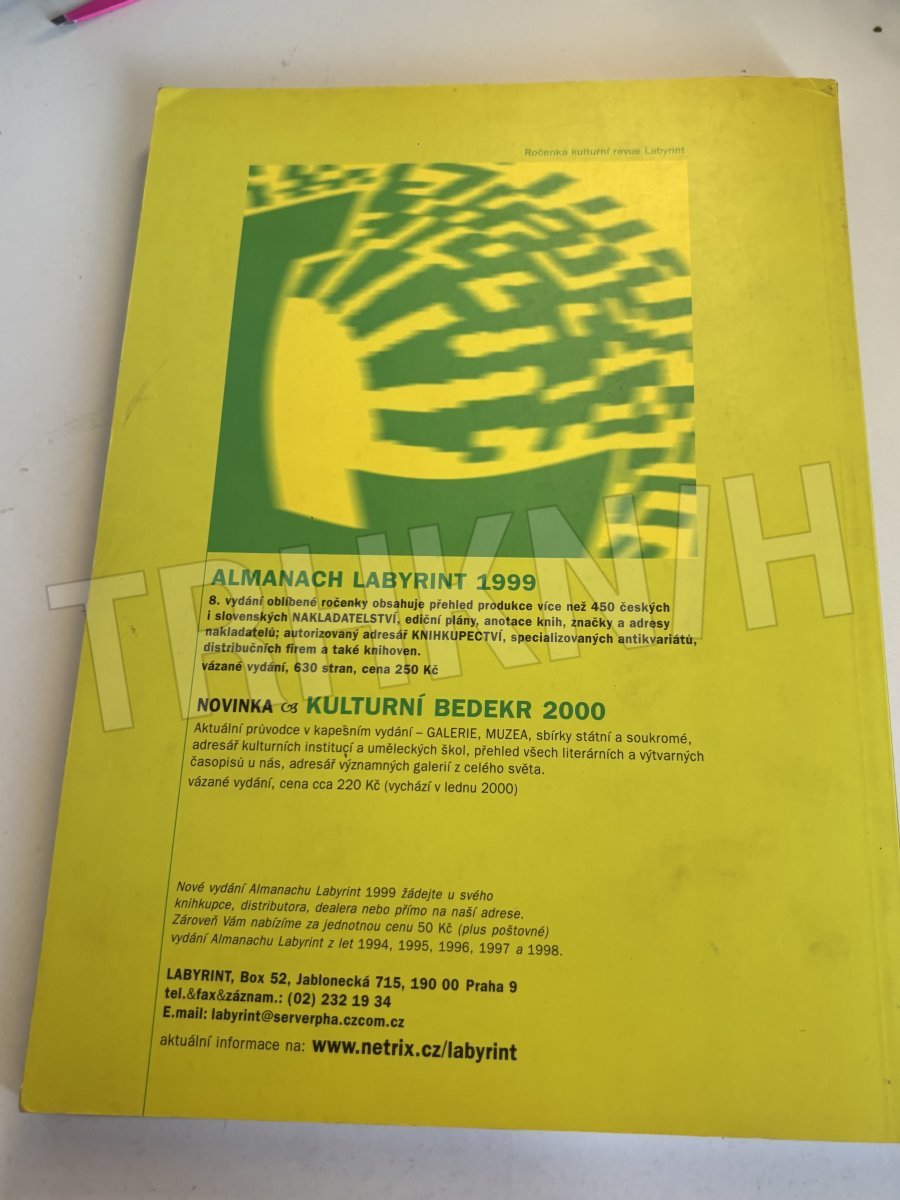 Ročenka kulturní revue Labyrint
ALMANACH LABYRINT 1999
8. vydání oblíbené ročenky obsahuje přehled produkce více než 450 českých
i slovenských NAKLADATELSTVÍ, ediční plány, anotace knih, značky a adresy
nakladatelů; autorizovaný adresář KNIHKUPECTVÍ, specializovaných antikvariátů,
distribučních firem a také knihoven.
vázané vydání, 630 stran, cena 250 Kč
NOVINKA KULTURNÍ BEDEKR 2000
Aktuální průvodce v kapesním vydání – GALERIE, MUZEA, sbírky státní a soukromé,
adresář kulturních institucí a uměleckých škol, přehled všech literárních a výtvarných
časopisů u nás, adresář významných galerií z celého světa.
vázané vydání, cena cca 220 Kč (vychází v lednu 2000)
Nové vydání Almanachu Labyrint 1999 žádejte u svého
knihkupce, distributora, dealera nebo přímo na naší adrese.
Zároveň Vám nabízíme za jednotnou cenu 50 Kč (plus poštovné)
vydání Almanachu Labyrint z let 1994, 1995, 1996, 1997 a 1998.
LABYRINT, Box 52, Jablonecká 715, 190 00 Praha 9
tel.&fax&záznam.: (02) 232 19 34
E.mail: labyrint@serverpha.czcom.cz
aktuální informace na: www.netrix.cz/labyrint
TRHKNIH